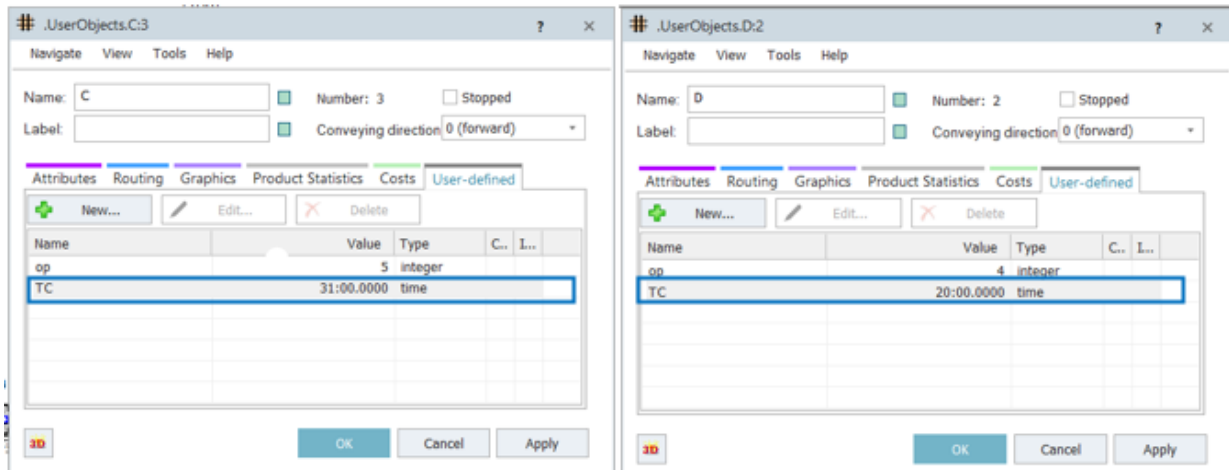 .UserObjects.C:3 ? ×
Navigate View Tools Help
Name: C Number: 3 Stopped
Label: Conveying direction 0 (forward)
Attributes Routing Graphics Product Statistics Costs User-defined
New... Edit... Delete
Name Value Type C.. I...
op 5 integer
TC 31:00.0000 time
3D OK Cancel Apply
.UserObjects.D:2 ? ×
Navigate View Tools Help
Name: D Number: 2 Stopped
Label: Conveying direction 0 (forward)
Attributes Routing Graphics Product Statistics Costs User-defined
New... Edit... Delete
Name Value Type C.. I...
op 4 integer
TC 20:00.0000 time
3D OK Cancel Apply